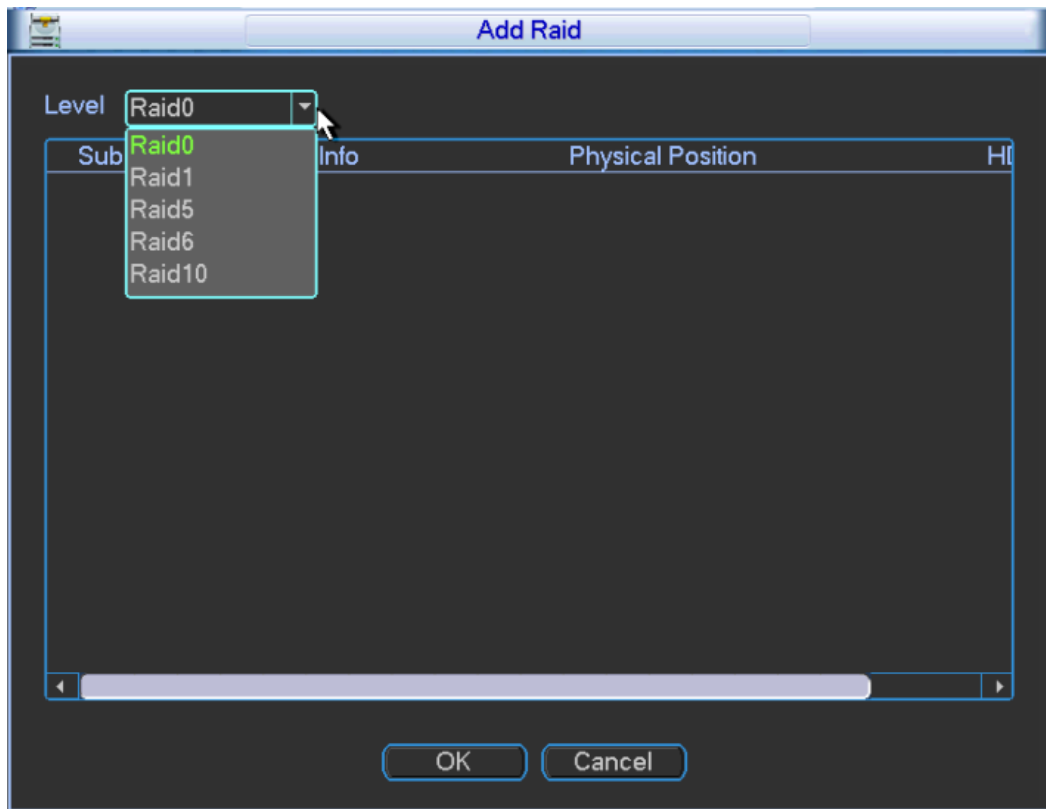 Add Raid
Level Raid0
Sub Info Physical Position
Raid0
Raid1
Raid5
Raid6
Raid10
OK Cancel